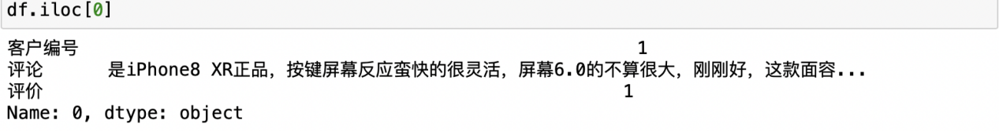 df.iloc[0]
客户编号 1
评论 是iPhone8 XR正品，按键屏幕反应蛮快的很灵活，屏幕6.0的不算很大，刚刚好，这款面容...
评价 1
Name: 0, dtype: object